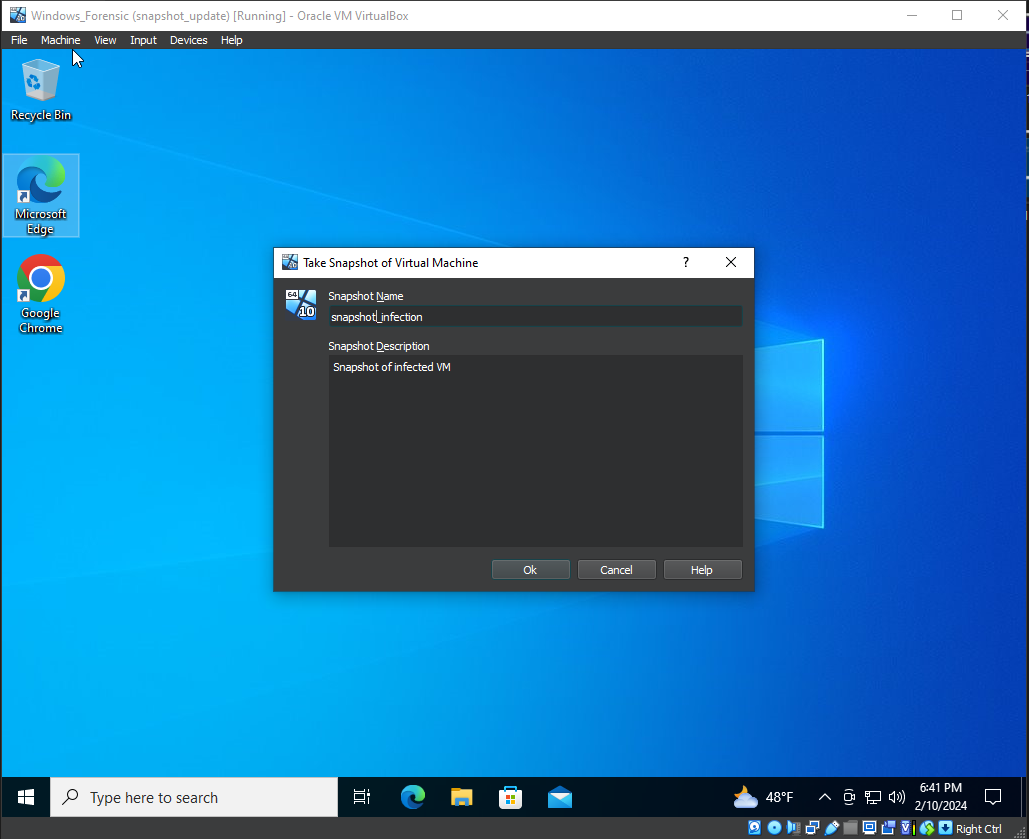 Windows_Forensic (snapshot_update) [Running] - Oracle VM VirtualBox
File Machine View Input Devices Help
Recycle Bin
Microsoft
Edge
Google
Chrome
Take Snapshot of Virtual Machine ?
64
10
Snapshot Name
snapshot_infection
Snapshot Description
Snapshot of infected VM
Ok Cancel Help
Type here to search
48°F
6:41 PM
2/10/2024
Right Ctrl